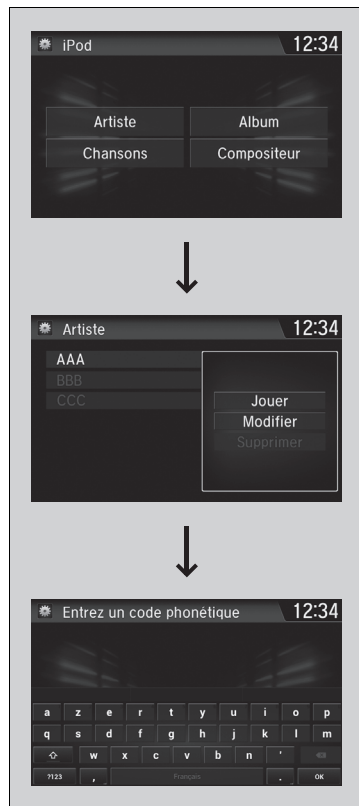 iPod 12:34
Artiste Album
Chansons Compositeur
Artiste 12:34
AAA
BBB
CCC
Jouer
Modifier
Supprimer
Entrez un code phonétique 12:34
a z e r t y u i o p
q s d f g h j k l m
w x c v b n '
?123 , Français . OK